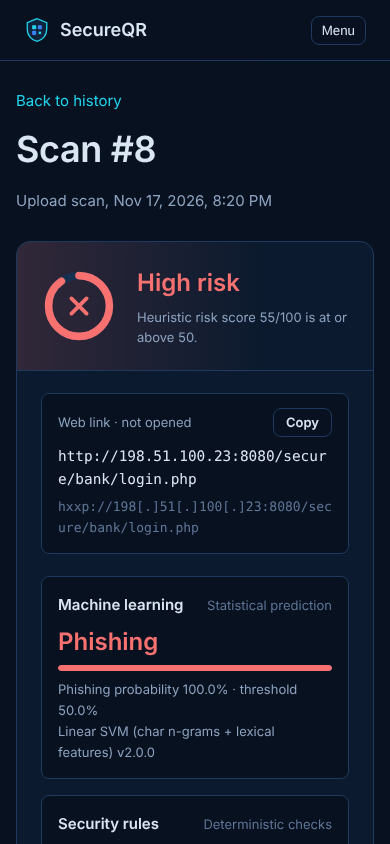 SecureQR
Menu
Back to history
Scan #8
Upload scan, Nov 17, 2026, 8:20 PM
High risk
Heuristic risk score 55/100 is at or
above 50.
Web link · not opened
Copy
http://198.51.100.23:8080/secur
e/bank/login.php
hxxp://198[.]51[.]100[.]23:8080/sec
ure/bank/login.php
Machine learning
Statistical prediction
Phishing
Phishing probability 100.0% · threshold
50.0%
Linear SVM (char n-grams + lexical
features) v2.0.0
Security rules
Deterministic checks